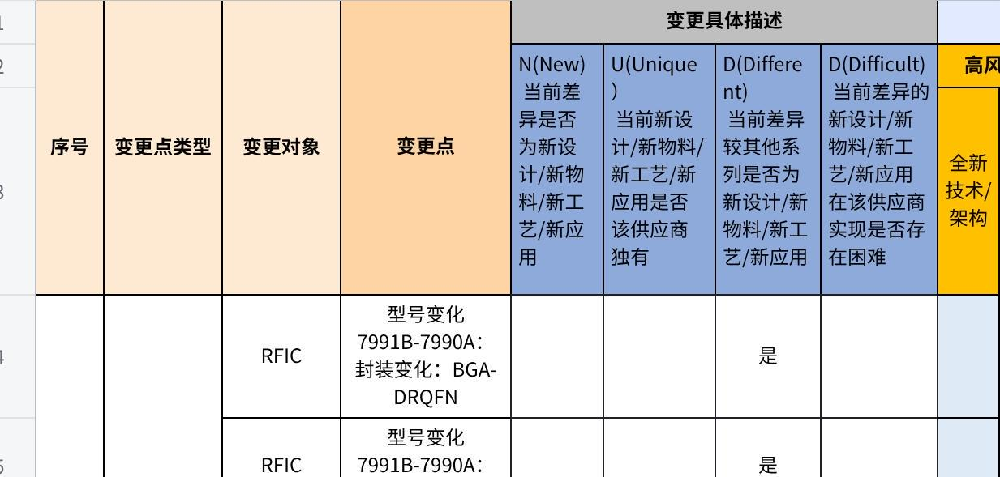 变更具体描述
序号
变更点类型
变更对象
变更点
N(New)
当前差
异是否
为新设
计/新物
料/新工
艺/新应
用
U(Unique
)
当前新设
计/新物料/
新工艺/新
应用是否
该供应商
独有
D(Differe
nt)
当前差异
较其他系
列是否为
新设计/新
物料/新工
艺/新应用
D(Difficult)
当前差异的
新设计/新
物料/新工
艺/新应用
在该供应商
实现是否存
在困难
高风
全新
技术/
架构
RFIC
型号变化
7991B-7990A：
封装变化：BGA-
DRQFN
是
RFIC
型号变化
7991B-7990A：
是